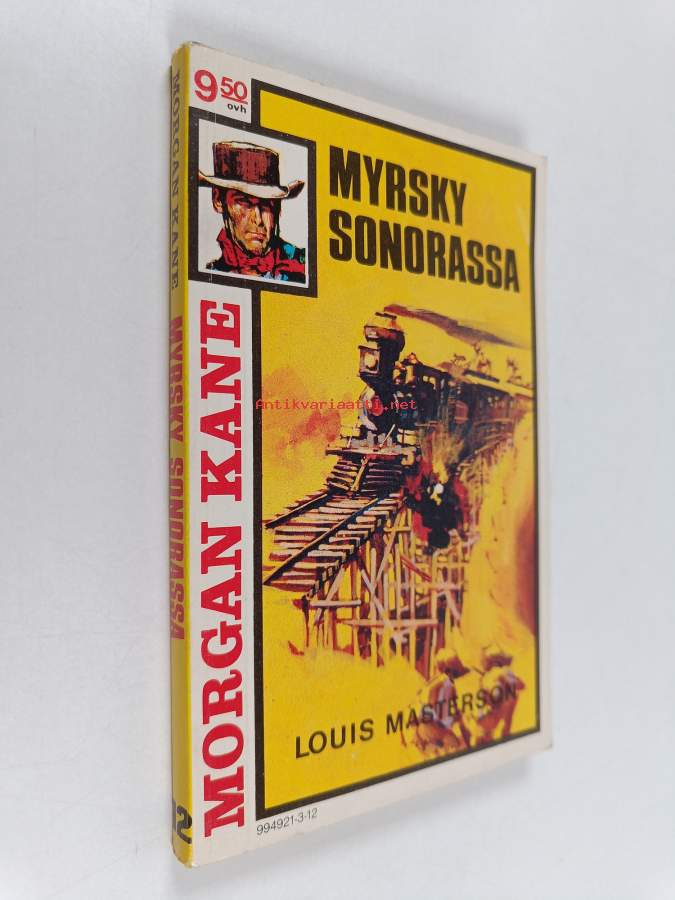 9 50
ovh
MYRSKY
SONORASSA
MORGAN KANE
LOUIS MASTERSON
994921-3-12
MORGAN KANE MYRSKY SONORASSA 12
Antikvariaatti.net